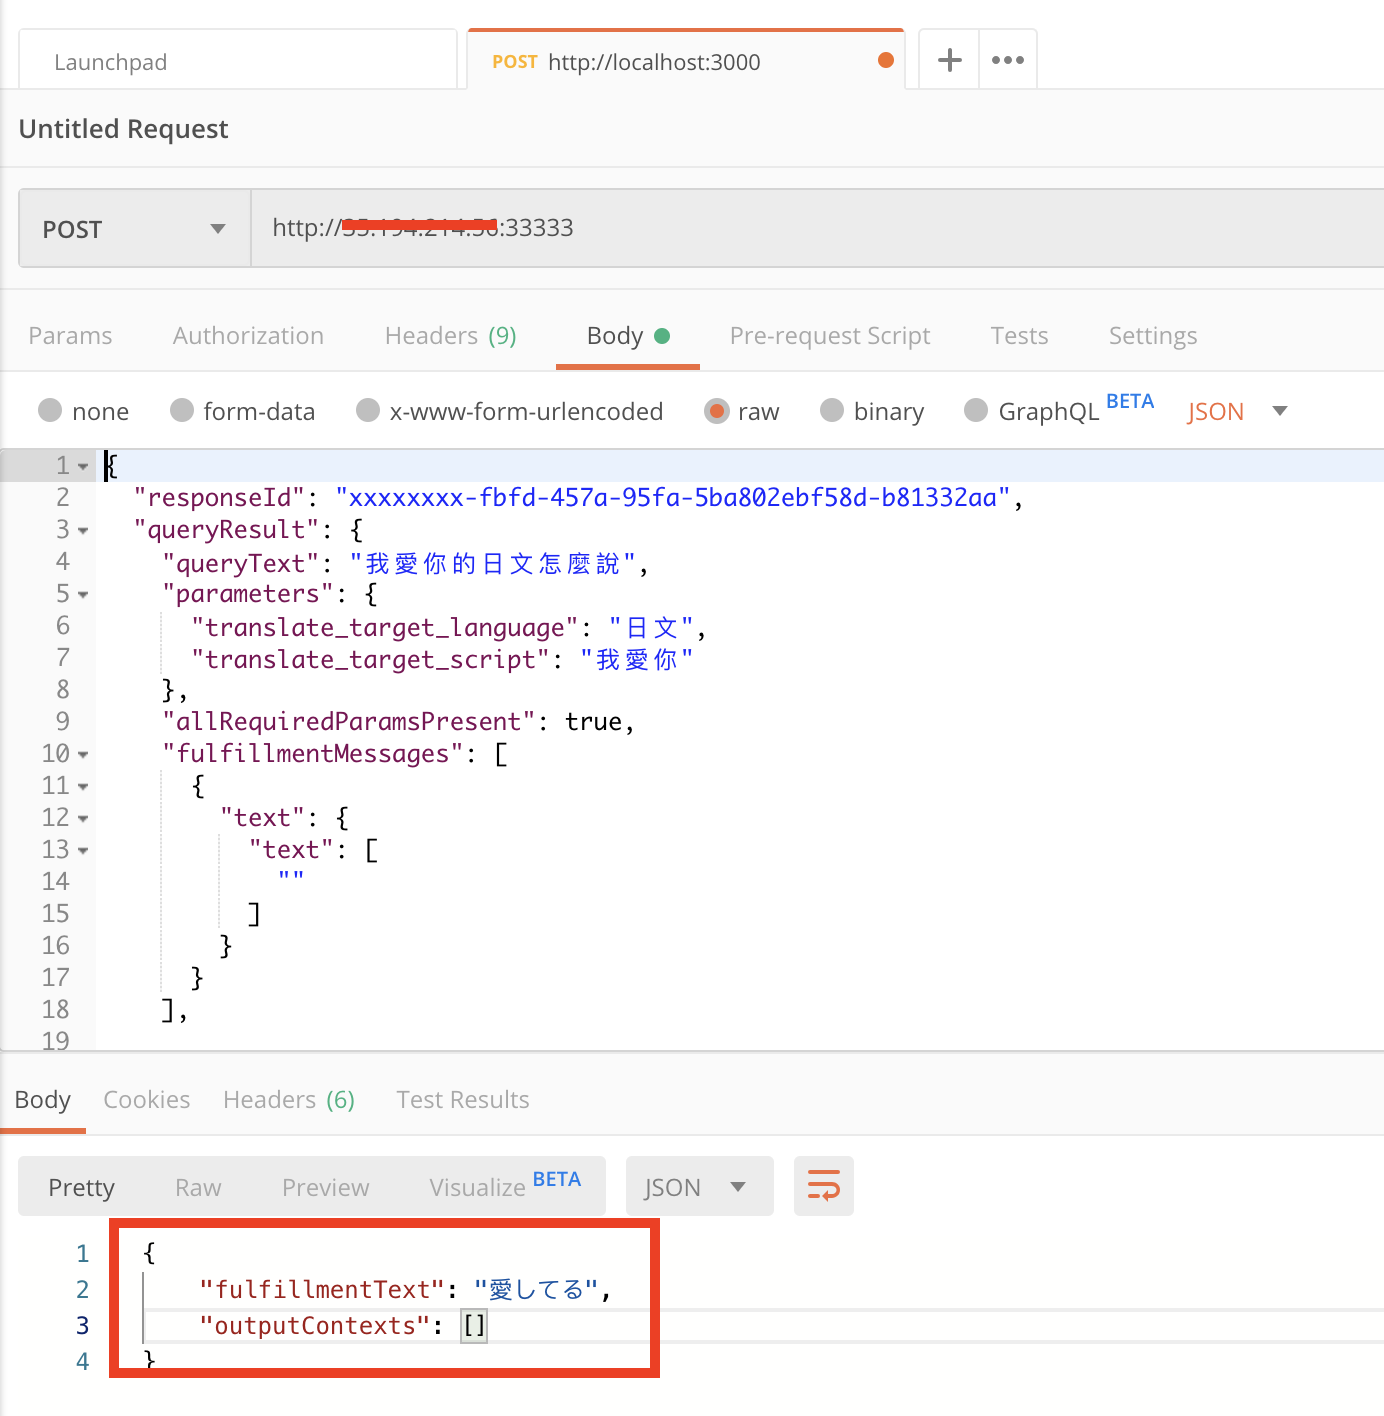 Launchpad
POST http://localhost:3000
Untitled Request
POST http://35.194.214.56:33333
Params Authorization Headers (9) Body Pre-request Script Tests Settings
none form-data x-www-form-urlencoded raw binary GraphQL BETA JSON
1 {
2 "responseId": "xxxxxxxx-fbfd-457a-95fa-5ba802ebf58d-b81332aa",
3 "queryResult": {
4 "queryText": "我愛你的日文怎麼說",
5 "parameters": {
6 "translate_target_language": "日文",
7 "translate_target_script": "我愛你"
8 },
9 "allRequiredParamsPresent": true,
10 "fulfillmentMessages": [
11 {
12 "text": {
13 "text": [
14 ""
15 ]
16 }
17 }
18 ],
19
Body Cookies Headers (6) Test Results
Pretty Raw Preview Visualize BETA JSON
1 {
2 "fulfillmentText": "愛してる",
3 "outputContexts": []
4 }